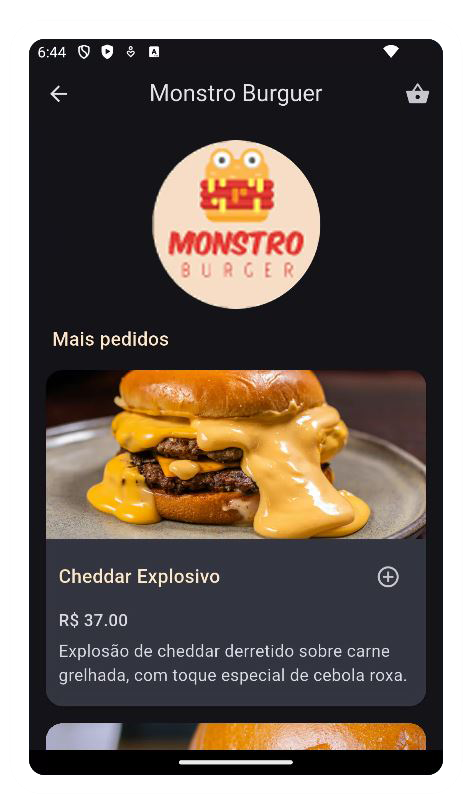 6:44
A
Monstro Burguer
MONSTRO
BURGER
Mais pedidos
Cheddar Explosivo
R$ 37.00
Explosão de cheddar derretido sobre carne
grelhada, com toque especial de cebola roxa.